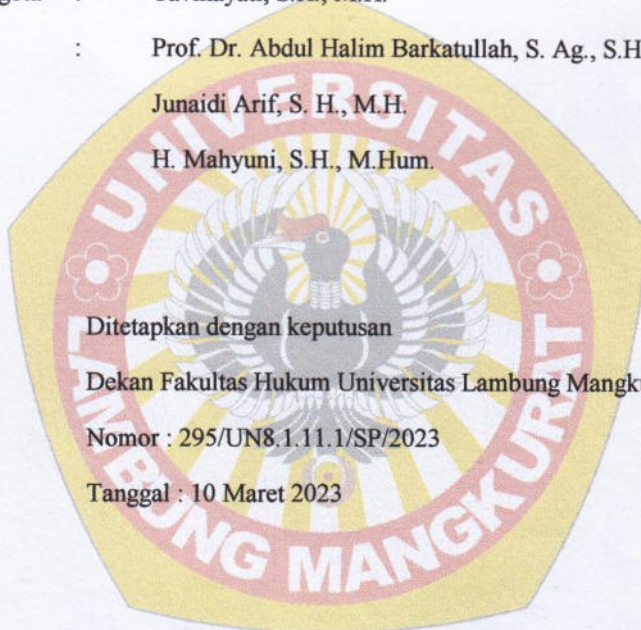 :
: Prof. Dr. Abdul Halim Barkatullah, S. Ag., S.H
Junaidi Arif, S. H., M.H.
H. Mahyuni, S.H., M.Hum.
UNIVERSITAS
LAMBUNG MANGKURAT
Ditetapkan dengan keputusan
Dekan Fakultas Hukum Universitas Lambung Mangku
Nomor : 295/UN8.1.11.1/SP/2023
Tanggal : 10 Maret 2023